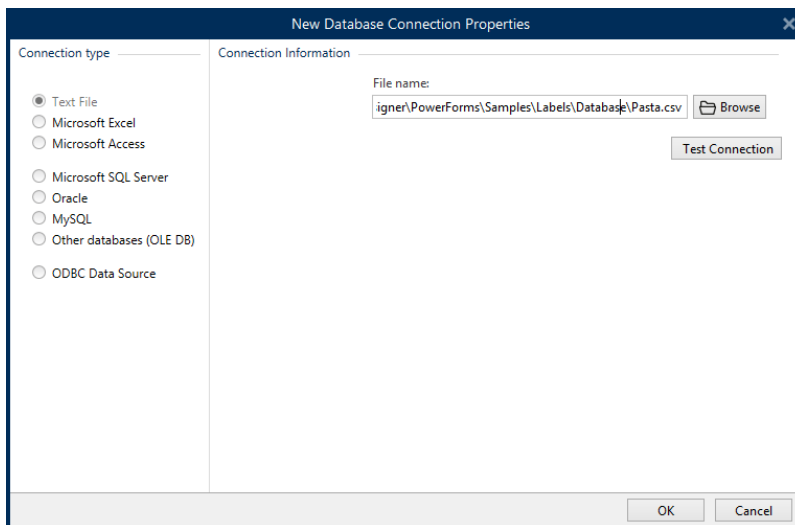 New Database Connection Properties
Connection type
Text File
Microsoft Excel
Microsoft Access
Microsoft SQL Server
Oracle
MySQL
Other databases (OLE DB)
ODBC Data Source
Connection Information
File name:
igner\PowerForms\Samples\Labels\Database\Pasta.csv
Browse
Test Connection
OK
Cancel